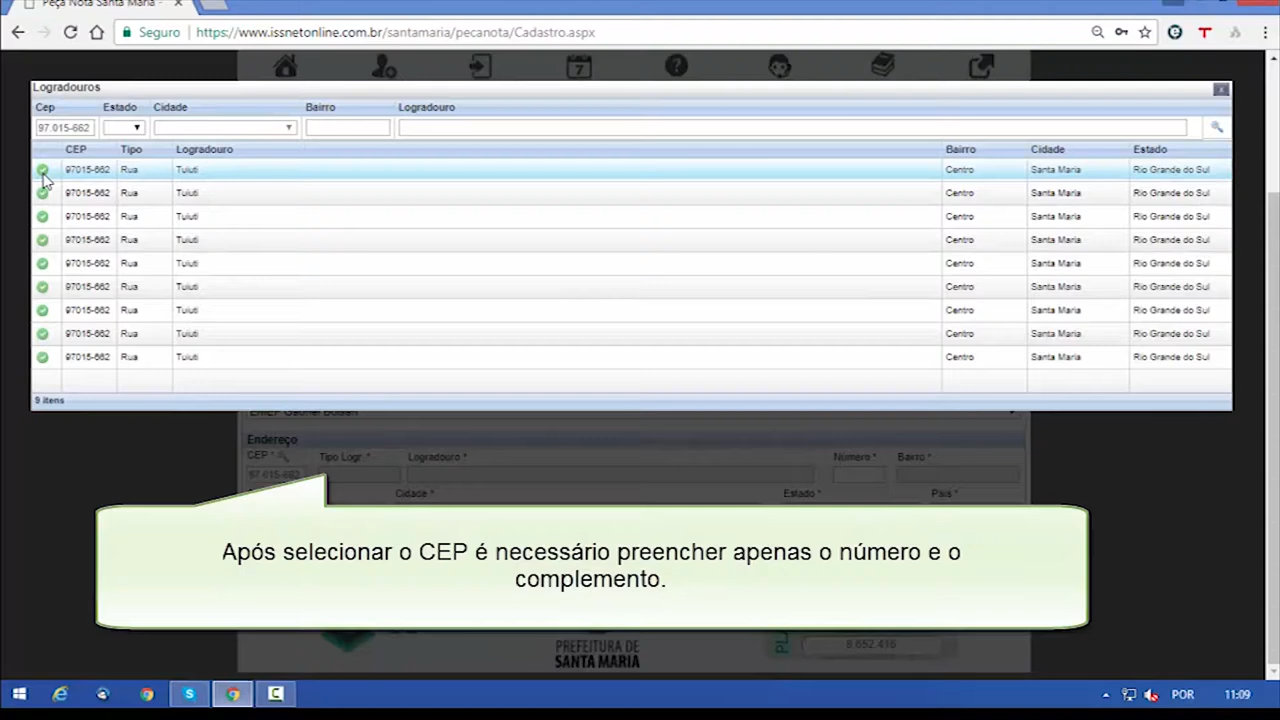 Peça Nota Santa Maria -
Seguro https://www.issnetonline.com.br/santamaria/pecanota/Cadastro.aspx
7
Logradouros
Cep Estado Cidade Bairro Logradouro
97.015-662
CEP Tipo Logradouro Bairro Cidade Estado
97015-662 Rua Tuiuti Centro Santa Maria Rio Grande do Sul
97015-662 Rua Tuiuti Centro Santa Maria Rio Grande do Sul
97015-662 Rua Tuiuti Centro Santa Maria Rio Grande do Sul
97015-662 Rua Tuiuti Centro Santa Maria Rio Grande do Sul
97015-662 Rua Tuiuti Centro Santa Maria Rio Grande do Sul
97015-662 Rua Tuiuti Centro Santa Maria Rio Grande do Sul
97015-662 Rua Tuiuti Centro Santa Maria Rio Grande do Sul
97015-662 Rua Tuiuti Centro Santa Maria Rio Grande do Sul
97015-662 Rua Tuiuti Centro Santa Maria Rio Grande do Sul
9 itens
Endereço
CEP * Tipo Logr. * Logradouro * Número * Bairro *
97.015-662
Cidade * Estado * País *
Após selecionar o CEP é necessário preencher apenas o número e o
complemento.
PREFEITURA DE
SANTA MARIA
8.652.416
POR 11:09